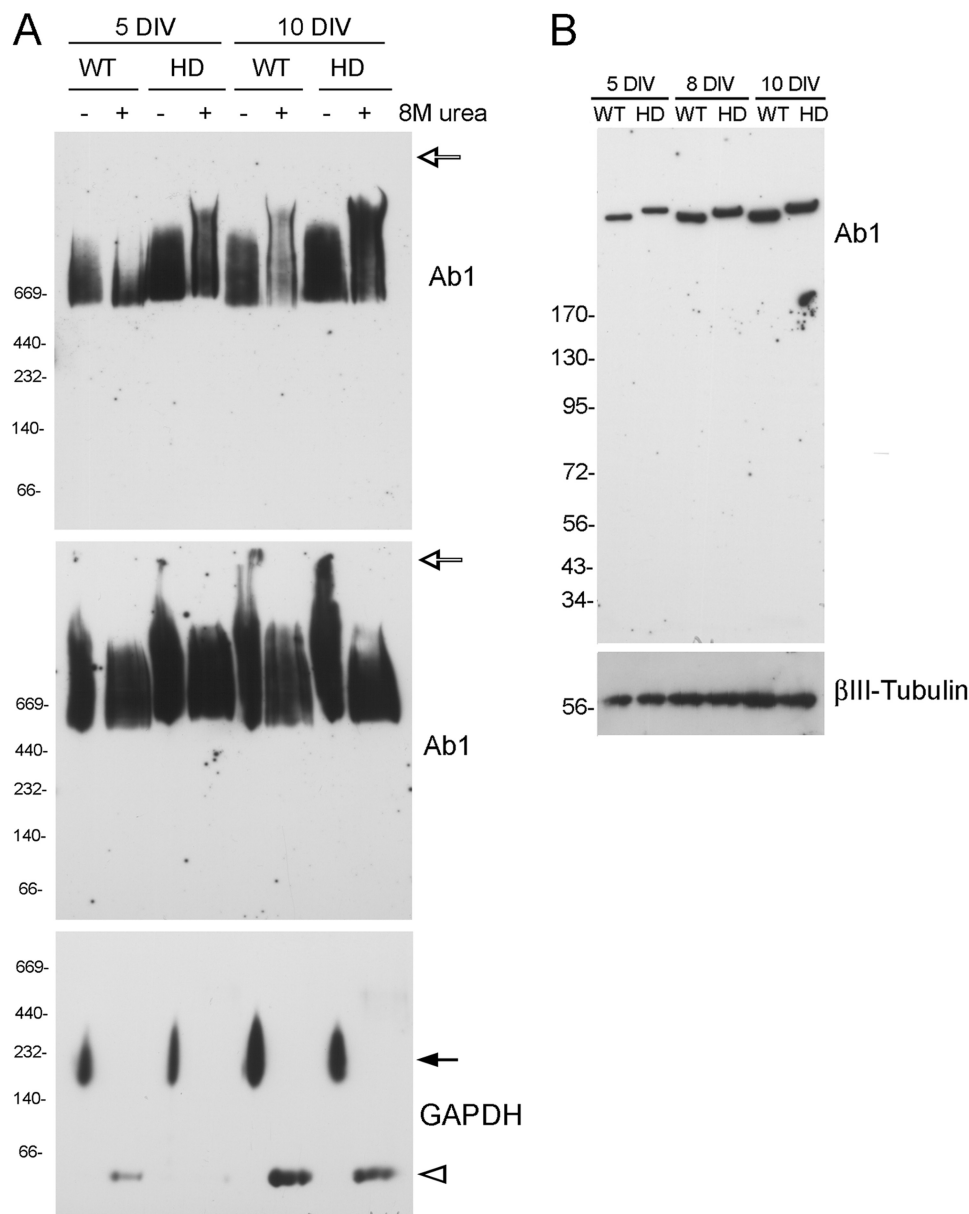 A
5 DIV 10 DIV
WT HD WT HD
- + - + - + - + 8M urea
669-
440-
232-
140-
66-
Ab1
669-
440-
232-
140-
66-
Ab1
669-
440-
232-
140-
66-
GAPDH
B
5 DIV 8 DIV 10 DIV
WT HD WT HD WT HD
Ab1
170-
130-
95-
72-
56-
43-
34-
56-
βIII-Tubulin